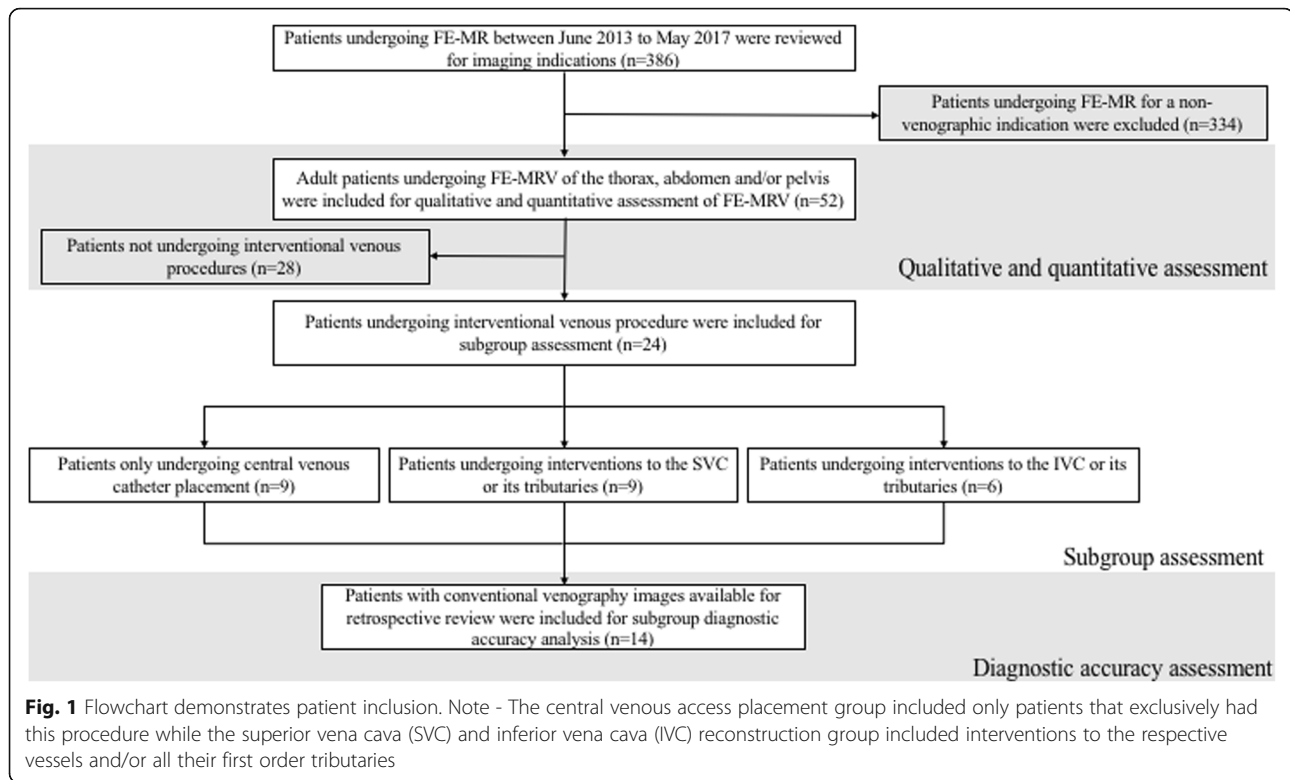 Patients undergoing FE-MR between June 2013 to May 2017 were reviewed
for imaging indications (n=386)
Patients undergoing FE-MR for a non-
venographic indication were excluded (n=334)
Adult patients undergoing FE-MRV of the thorax, abdomen and/or pelvis
were included for qualitative and quantitative assessment of FE-MRV (n=52)
Patients not undergoing interventional venous
procedures (n=28)
Qualitative and quantitative assessment
Patients undergoing interventional venous procedure were included for
subgroup assessment (n=24)
Patients only undergoing central venous
catheter placement (n=9)
Patients undergoing interventions to the SVC
or its tributaries (n=9)
Patients undergoing interventions to the IVC or its
tributaries (n=6)
Subgroup assessment
Patients with conventional venography images available for
retrospective review were included for subgroup diagnostic
accuracy analysis (n=14)
Diagnostic accuracy assessment
Fig. 1 Flowchart demonstrates patient inclusion. Note - The central venous access placement group included only patients that exclusively had
this procedure while the superior vena cava (SVC) and inferior vena cava (IVC) reconstruction group included interventions to the respective
vessels and/or all their first order tributaries